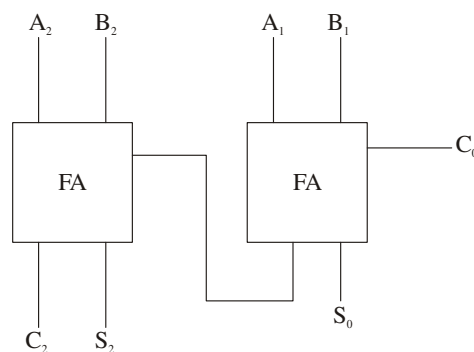 A₂ B₂ A₁ B₁
C₀
FA FA
S₀
C₂ S₂